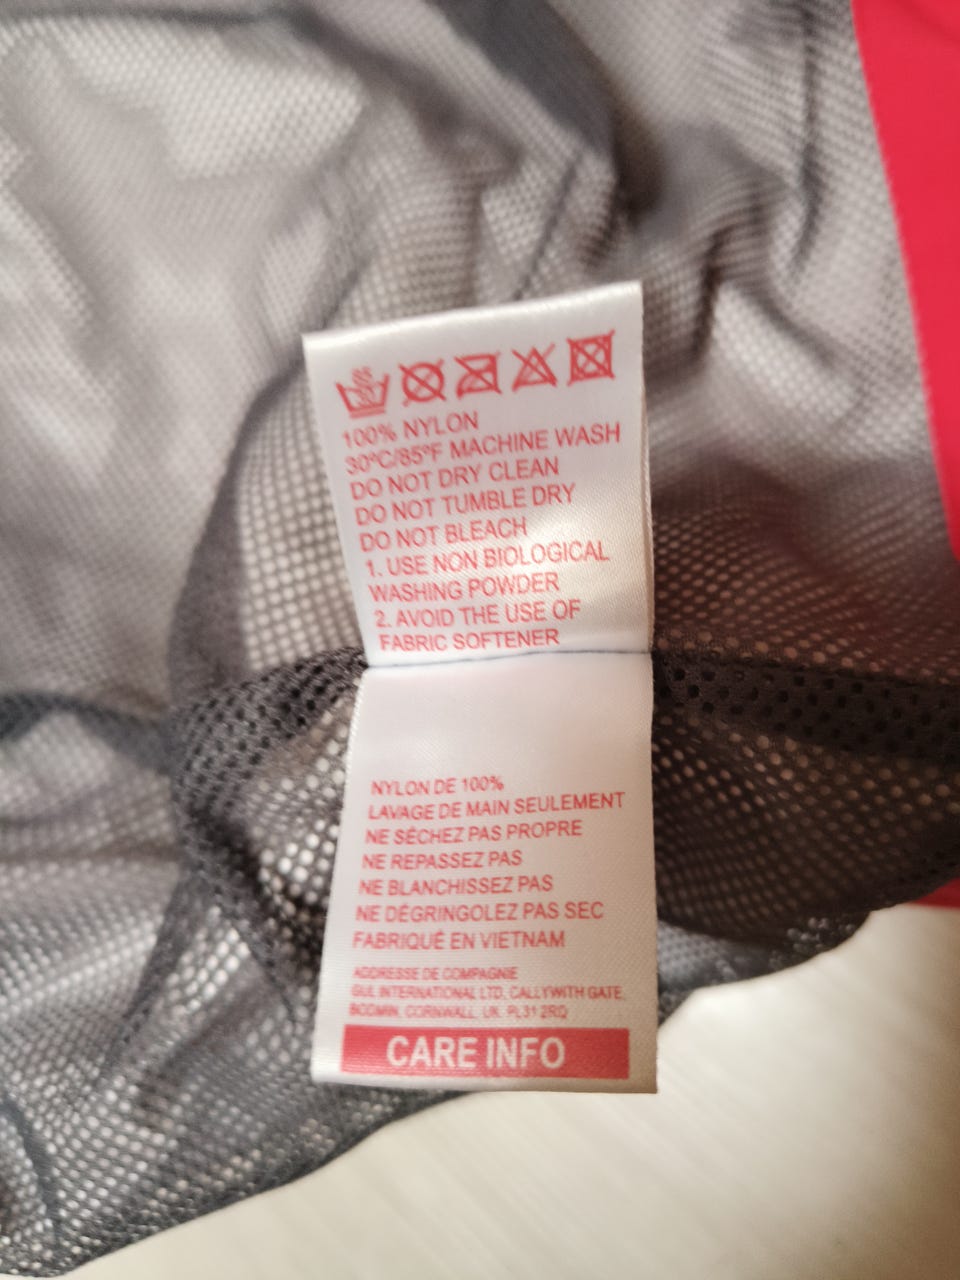 85
30
100% NYLON
30ºC/85ºF MACHINE WASH
DO NOT DRY CLEAN
DO NOT TUMBLE DRY
DO NOT BLEACH
1. USE NON BIOLOGICAL
WASHING POWDER
2. AVOID THE USE OF
FABRIC SOFTENER
NYLON DE 100%
LAVAGE DE MAIN SEULEMENT
NE SÉCHEZ PAS PROPRE
NE REPASSEZ PAS
NE BLANCHISSEZ PAS
NE DÉGRINGOLEZ PAS SEC
FABRIQUÉ EN VIETNAM
ADDRESSE DE COMPAGNIE
GUL INTERNATIONAL LTD, CALLYWITH GATE,
BODMIN, CORNWALL, UK. PL31 2RQ
CARE INFO